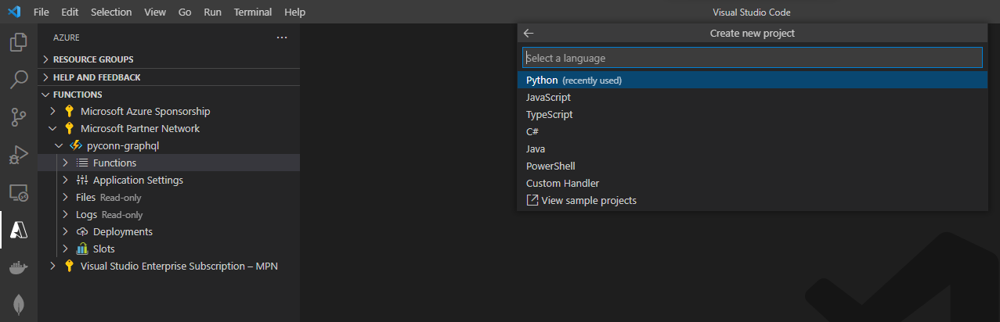 File Edit Selection View Go Run Terminal Help Visual Studio Code
AZURE ···
RESOURCE GROUPS
HELP AND FEEDBACK
FUNCTIONS
Microsoft Azure Sponsorship
Microsoft Partner Network
pyconn-graphql
Functions
Application Settings
Files Read-only
Logs Read-only
Deployments
Slots
Visual Studio Enterprise Subscription – MPN
Create new project
Select a language
Python (recently used)
JavaScript
TypeScript
C#
Java
PowerShell
Custom Handler
View sample projects